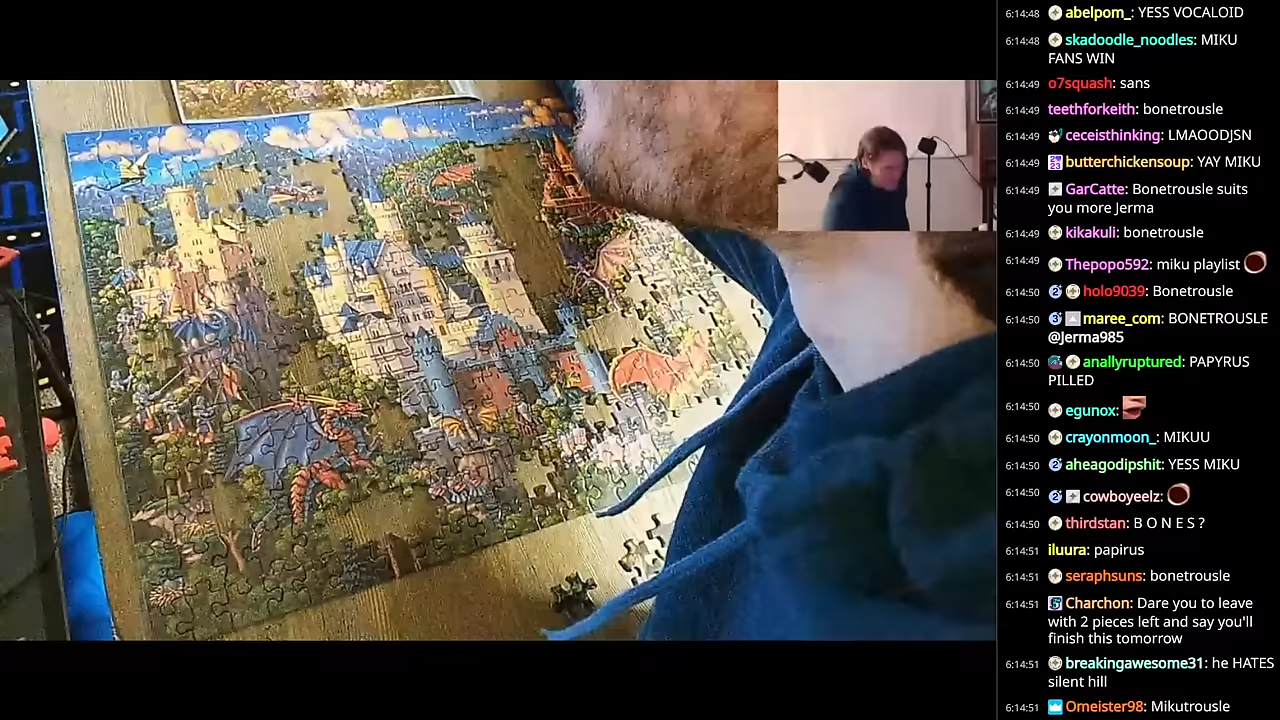 6:14:48 abelpom_: YESS VOCALOID
6:14:48 skadoodle_noodles: MIKU
FANS WIN
6:14:49 o7squash: sans
6:14:49 teethforkeith: bonetrousle
6:14:49 ceceisthinking: LMAOODJSN
6:14:49 butterchickensoup: YAY MIKU
6:14:49 GarCatte: Bonetrousle suits
you more Jerma
6:14:49 kikakuli: bonetrousle
6:14:49 Thepopo592: miku playlist
6:14:50 holo9039: Bonetrousle
6:14:50 maree_com: BONETROUSLE
@Jerma985
6:14:50 anallyruptured: PAPYRUS
PILLED
6:14:50 egunox:
6:14:50 crayonmoon_: MIKUU
6:14:50 aheagodipshit: YESS MIKU
6:14:50 cowboyeelz:
6:14:50 thirdstan: B O N E S ?
6:14:51 iluura: papirus
6:14:51 seraphsuns: bonetrousle
6:14:51 Charchon: Dare you to leave
with 2 pieces left and say you'll
finish this tomorrow
6:14:51 breakingawesome31: he HATES
silent hill
6:14:51 Omeister98: Mikutrousle